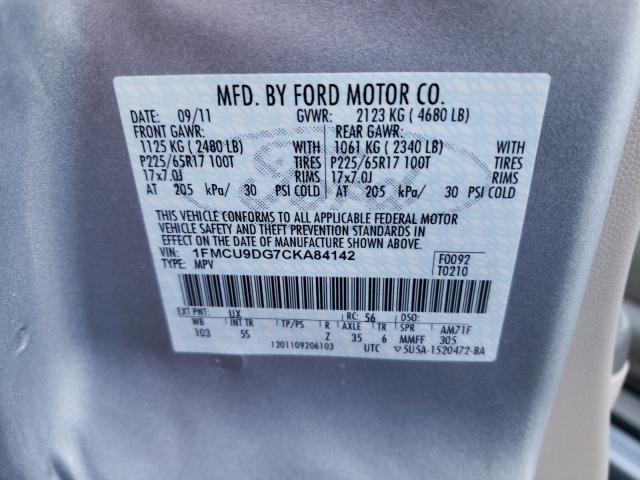 MFD. BY FORD MOTOR CO.
DATE: 09/11 GVWR: 2123 KG ( 4680 LB)
FRONT GAWR: REAR GAWR:
1125 KG ( 2480 LB) WITH 1061 KG ( 2340 LB) WITH
P225/65R17 100T TIRES P225/65R17 100T TIRES
17x7.0J RIMS 17x7.0J RIMS
AT 205 kPa/ 30 PSI COLD AT 205 kPa/ 30 PSI COLD
Ford
THIS VEHICLE CONFORMS TO ALL APPLICABLE FEDERAL MOTOR
VEHICLE SAFETY AND THEFT PREVENTION STANDARDS IN
EFFECT ON THE DATE OF MANUFACTURE SHOWN ABOVE.
VIN: 1FMCU9DG7CKA84142 F0092
TYPE: MPV T0210
EXT PNT: UX RC: 56 DSO:
WB INT TR TP/PS R AXLE TR SPR AM71F
103 5S Z 35 6 MMFF 305
1201109206103 UTC ▽5U5A-1520472-BA